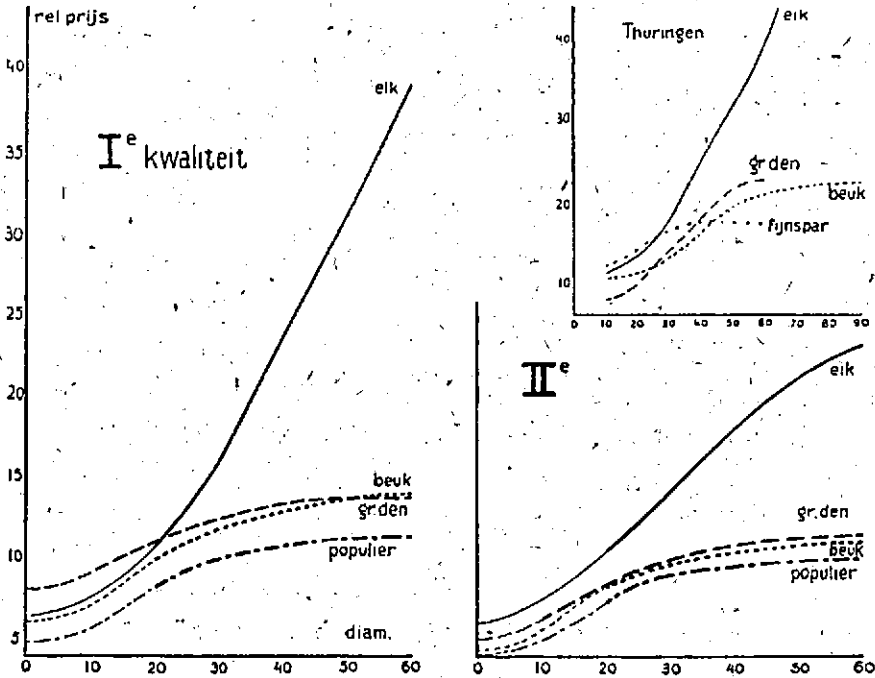 rel prijs
40
35
30
25
20
15
10
5
Iᵉ kwaliteit
eik
beuk
gr.den
populier
diam.
0 10 20 30 40 50 60
Thuringen
40
30
20
10
eik
gr.den
beuk
fijnspar
0 10 20 30 40 50 60 70 80 90
IIᵉ
eik
gr.den
beuk
populier
0 10 20 30 40 50 60